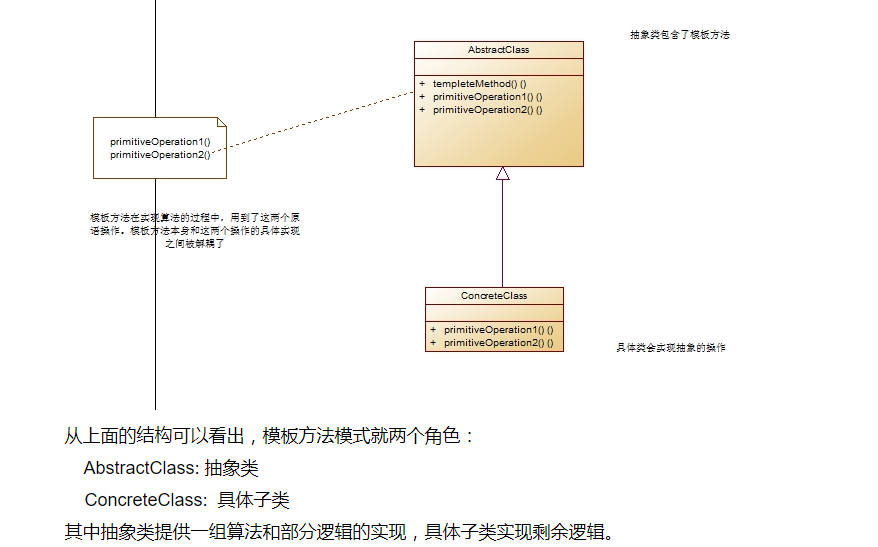 抽象类包含了模板方法
AbstractClass
+ templeteMethod() ()
+ primitiveOperation1() ()
+ primitiveOperation2() ()
primitiveOperation1()
primitiveOperation2()
模板方法在实现算法的过程中，用到了这两个原
语操作。模板方法本身和这两个操作的具体实现
之间被解耦了
ConcreteClass
+ primitiveOperation1() ()
+ primitiveOperation2() ()
具体类会实现抽象的操作
从上面的结构可以看出，模板方法模式就两个角色：
AbstractClass: 抽象类
ConcreteClass: 具体子类
其中抽象类提供一组算法和部分逻辑的实现，具体子类实现剩余逻辑。